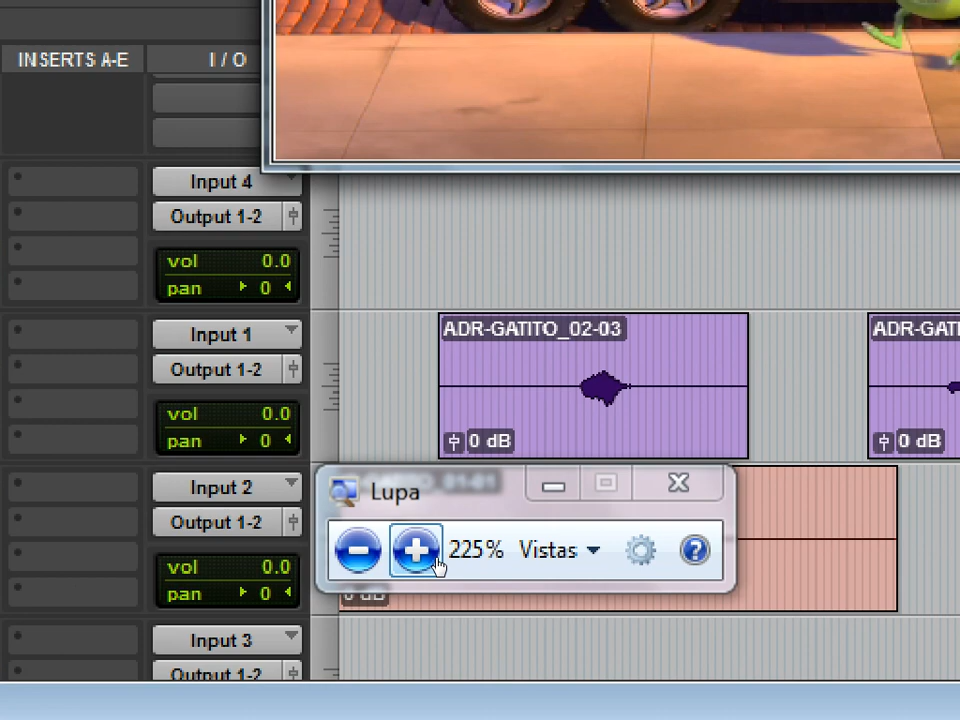 INSERTS A-E
I / O
Input 4
Output 1-2
vol 0.0
pan 0
Input 1
Output 1-2
vol 0.0
pan 0
ADR-GATITO_02-03
0 dB
ADR-GATI
0 dB
Input 2
Output 1-2
vol 0.0
pan 0
Lupa
225% Vistas
0 dB
Input 3
Output 1-2